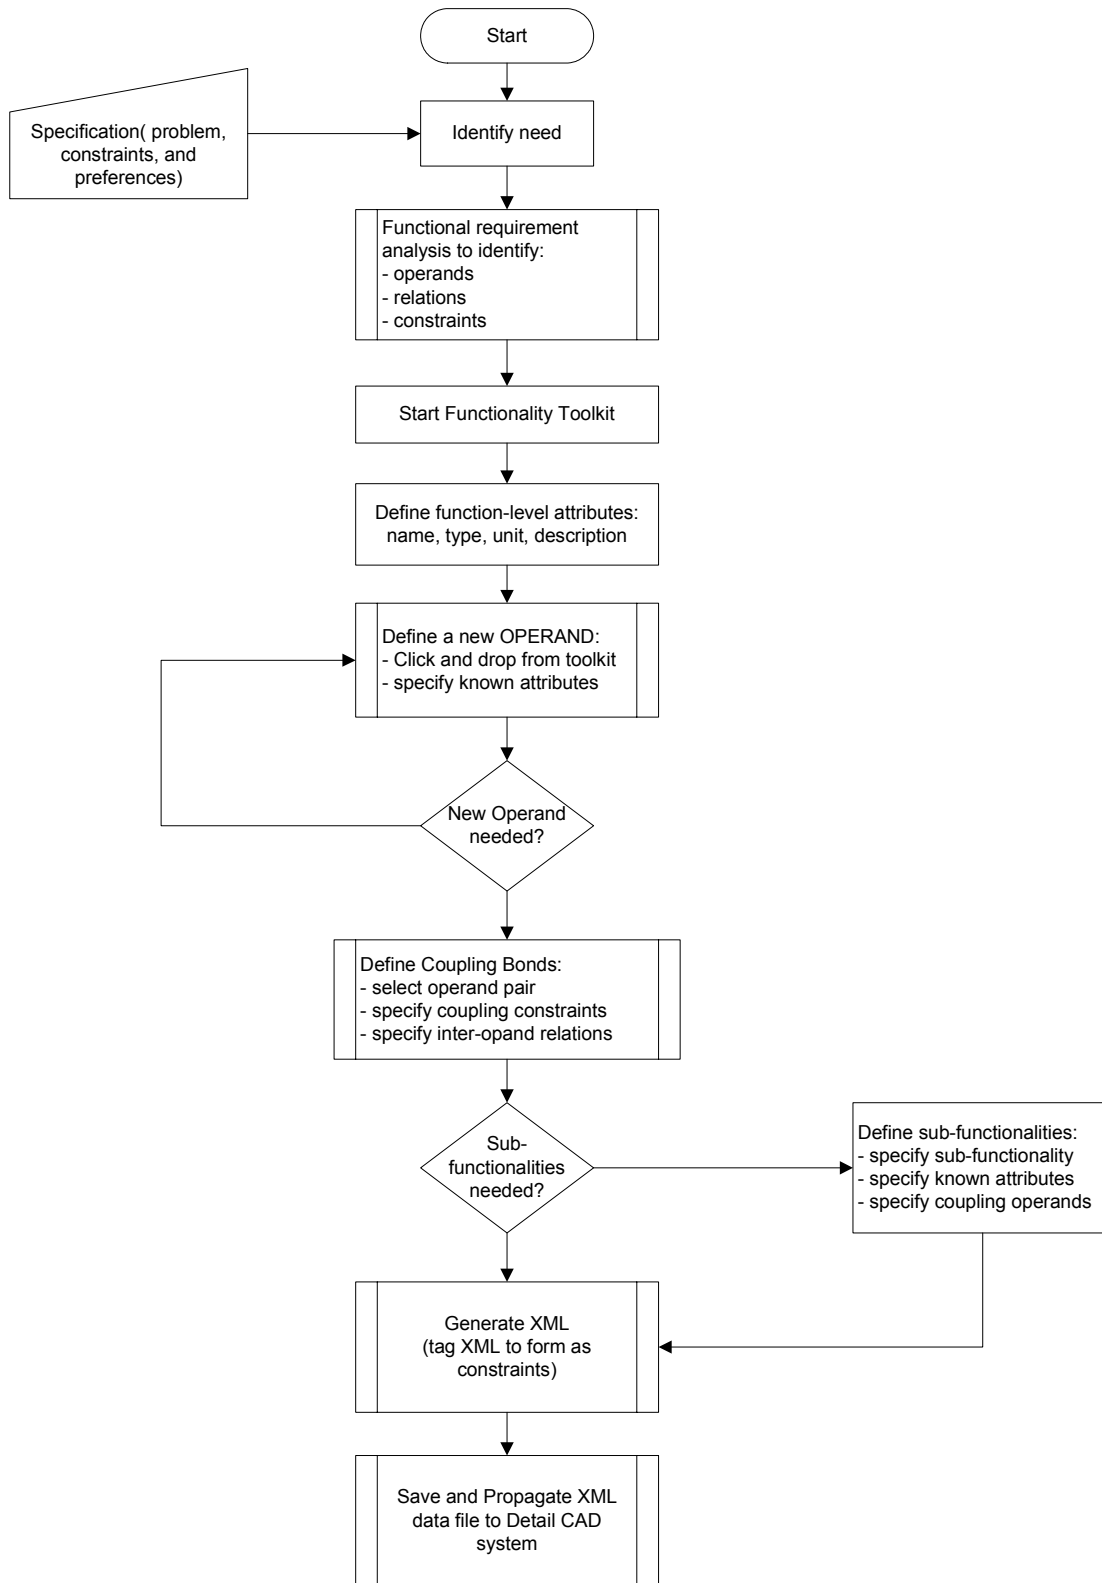 Start
Specification( problem,
constraints, and
preferences)
Identify need
Functional requirement
analysis to identify:
- operands
- relations
- constraints
Start Functionality Toolkit
Define function-level attributes:
name, type, unit, description
Define a new OPERAND:
- Click and drop from toolkit
- specify known attributes
New Operand
needed?
Define Coupling Bonds:
- select operand pair
- specify coupling constraints
- specify inter-opand relations
Sub-
functionalities
needed?
Define sub-functionalities:
- specify sub-functionality
- specify known attributes
- specify coupling operands
Generate XML
(tag XML to form as
constraints)
Save and Propagate XML
data file to Detail CAD
system